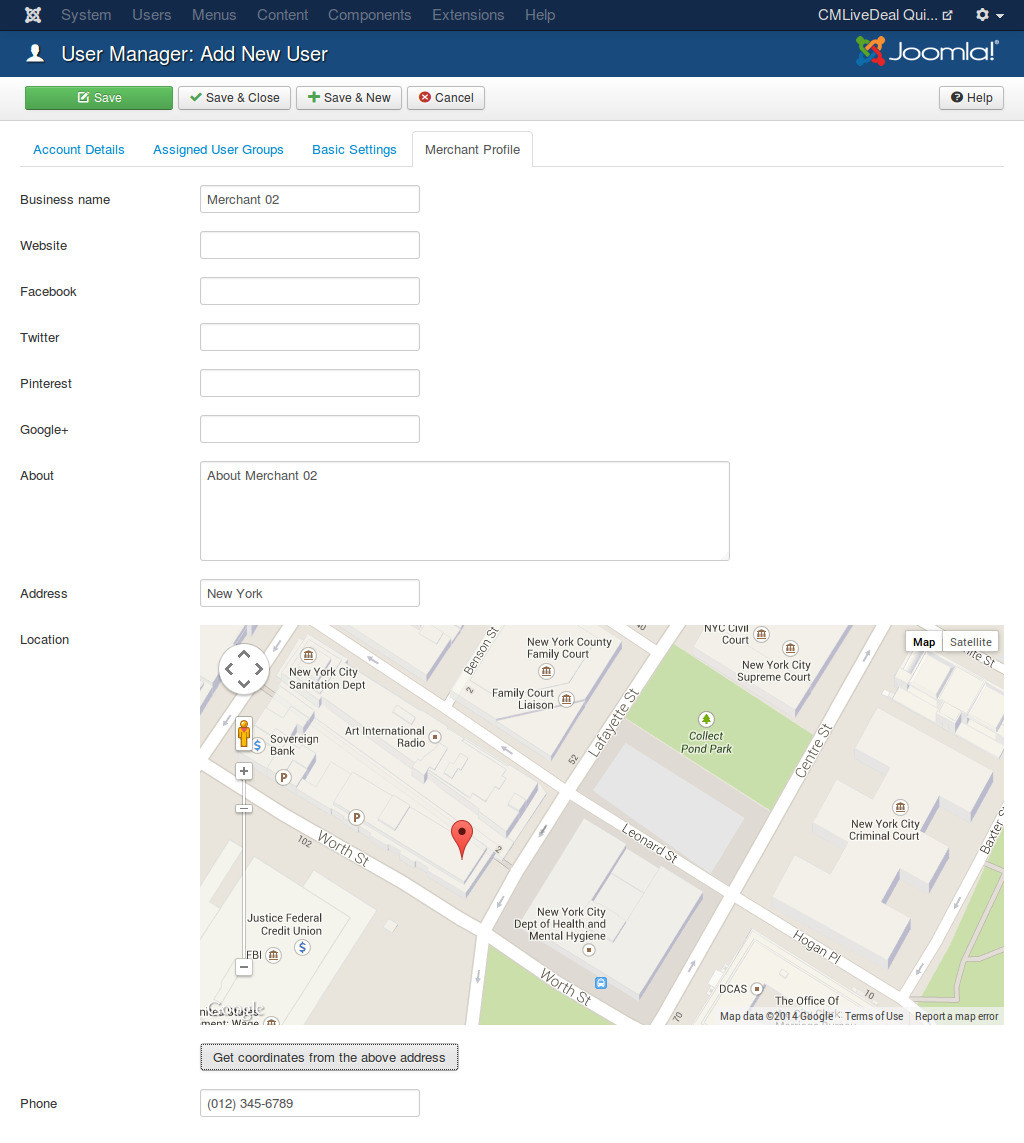 System Users Menus Content Components Extensions Help CMLiveDeal Qui...
User Manager: Add New User
Joomla!®
Save Save & Close Save & New Cancel Help
Account Details Assigned User Groups Basic Settings Merchant Profile
Business name Merchant 02
Website
Facebook
Twitter
Pinterest
Google+
About About Merchant 02
Address New York
Location
Map Satellite
NYC Civil
Court
New York County
Family Court
Benson St
New York City
Supreme Court
New York City
Sanitation Dept
2
Family Court
Liaison
Lafayette St
Collect
Pond Park
Art International
Radio
Sovereign
Bank
$
52
Centre St
P
P
New York City
Criminal Court
Baxter S
Leonard St
102
Worth St
2
New York City
Dept of Health and
Mental Hygiene
Justice Federal
Credit Union
$
FBI
Hogan Pl
Worth St
DCAS
10
The Office Of
70
Google
Map data ©2014 Google Terms of Use Report a map error
Get coordinates from the above address
Phone (012) 345-6789